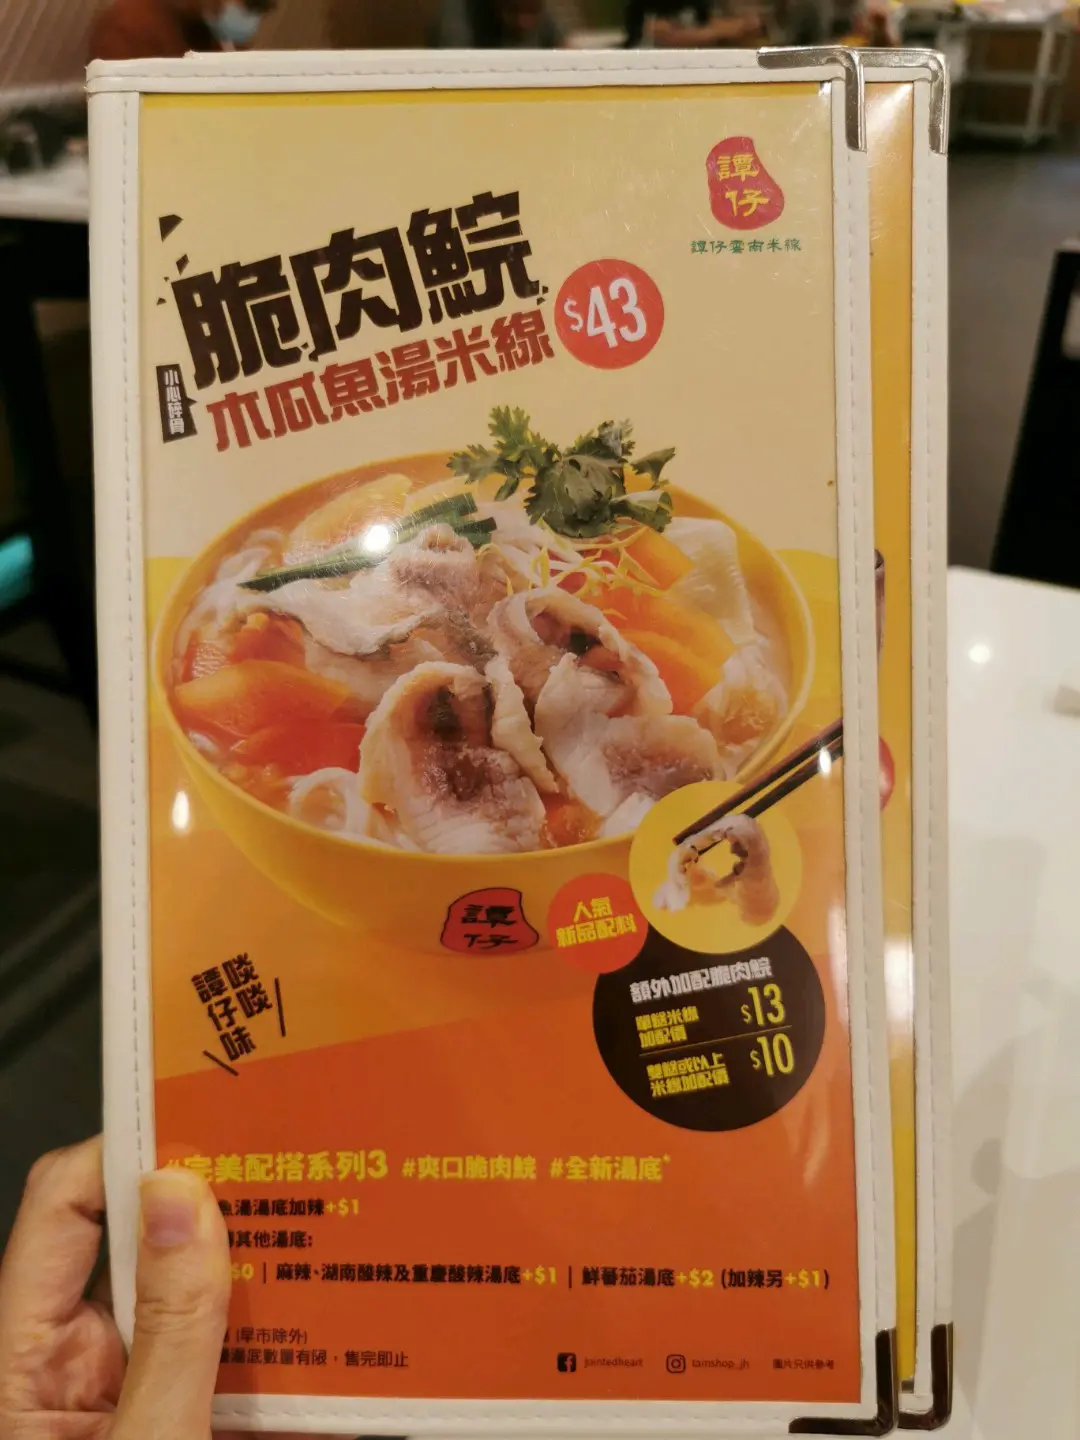 譚仔
譚仔雲南米線
脆肉鯇
$43
木瓜魚湯米線
小心碎骨
譚仔
人氣
新品配料
額外加配脆肉鯇
單餸米線
加配價
$13
雙餸或以上
米線加配價
$10
啖啖
譚仔味
#完美配搭系列3 #爽口脆肉鯇 #全新湯底*
魚湯湯底加辣+$1
其他湯底:
$0 | 麻辣、湖南酸辣及重慶酸辣湯底+$1 | 鮮蕃茄湯底+$2 (加辣另+$1)
(早市除外)
湯底數量有限，售完即止
jointedheart
tamshop_jh
圖片只供參考